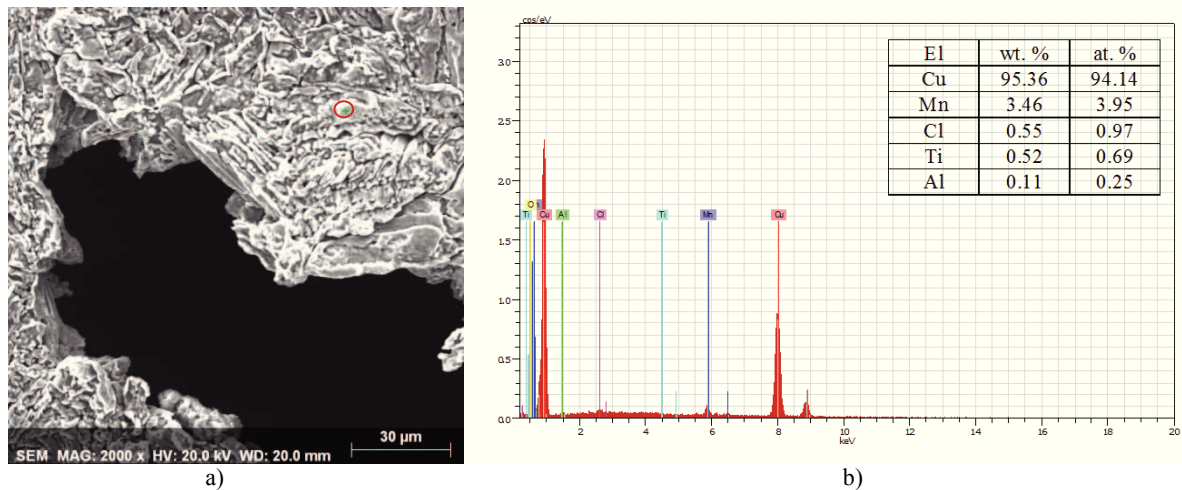 SEM MAG: 2000 x HV: 20.0 kV WD: 20.0 mm
30 µm
a)
cps/eV
3.0
2.5
2.0
1.5
1.0
0.5
0.0
Ti O Cu Al Cl Ti Mn Cu
2 4 6 8 10 12 14 16 18 20
keV
El wt. % at. %
Cu 95.36 94.14
Mn 3.46 3.95
Cl 0.55 0.97
Ti 0.52 0.69
Al 0.11 0.25
b)